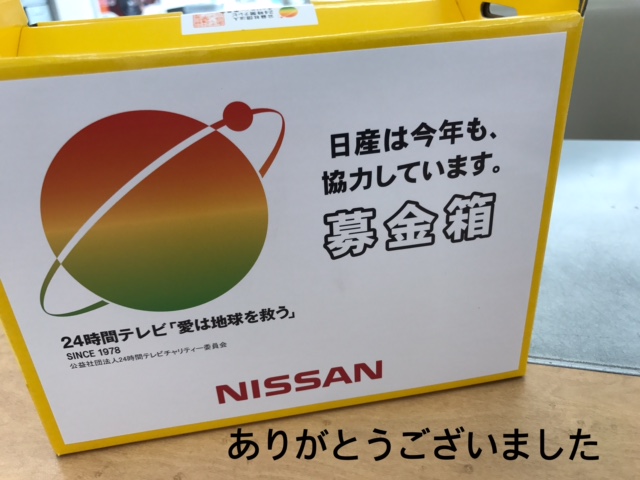 日産は今年も、
協力しています。
募金箱
24時間テレビ「愛は地球を救う」
SINCE 1978
公益社団法人24時間テレビチャリティー委員会
NISSAN
ありがとうございました